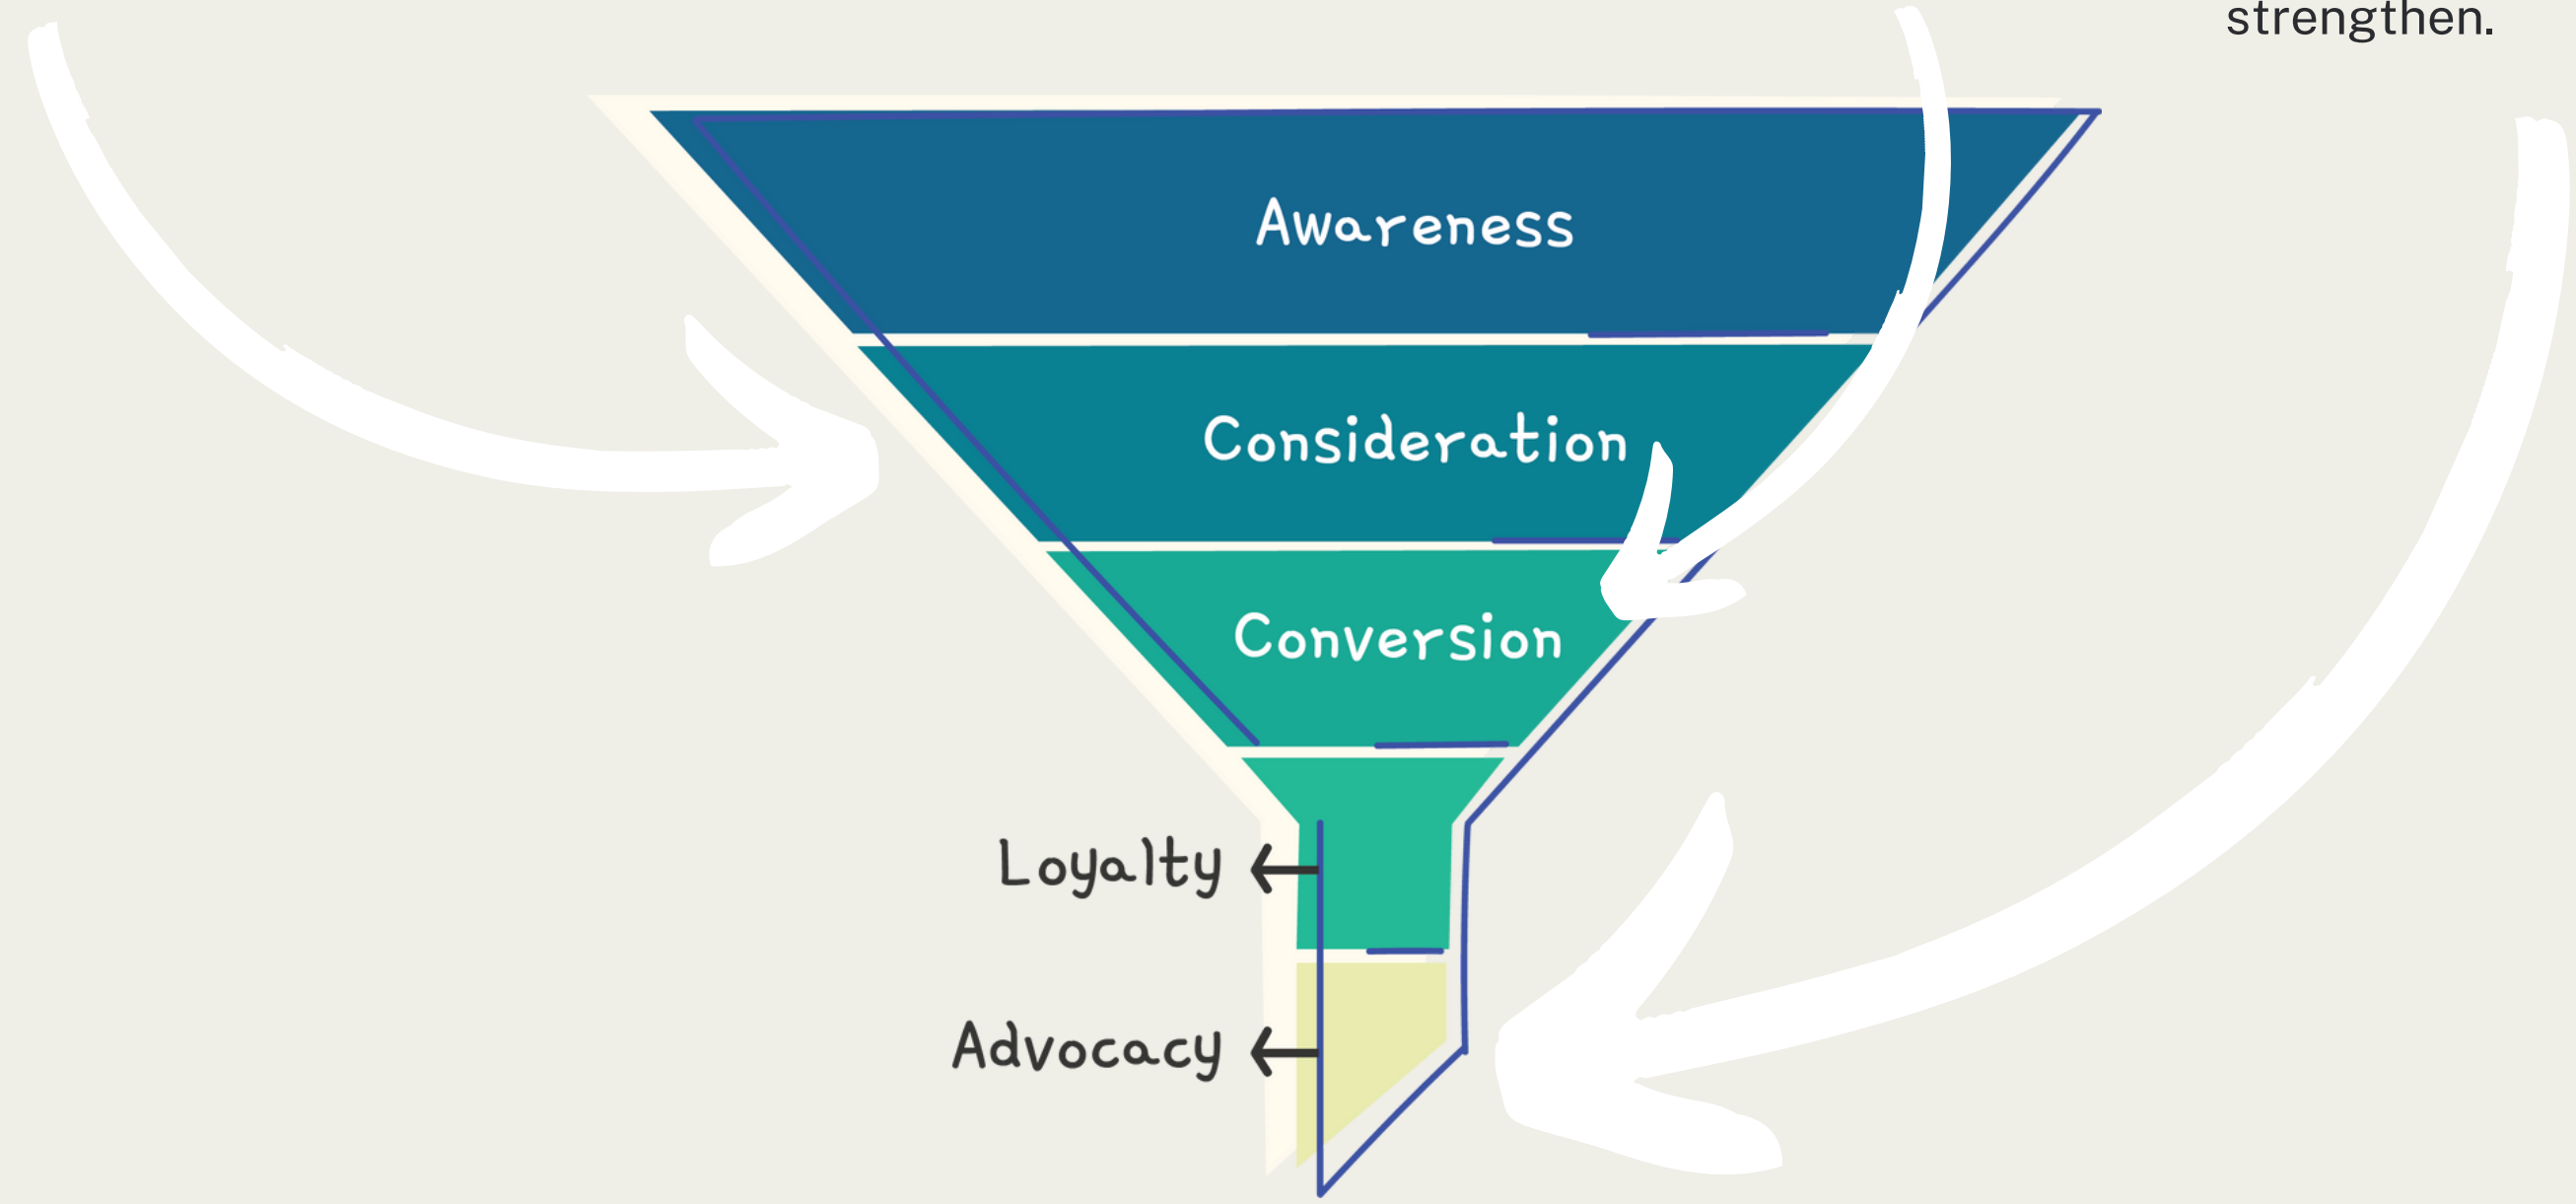 strengthen.
Awareness
Consideration
Conversion
Loyalty
Advocacy